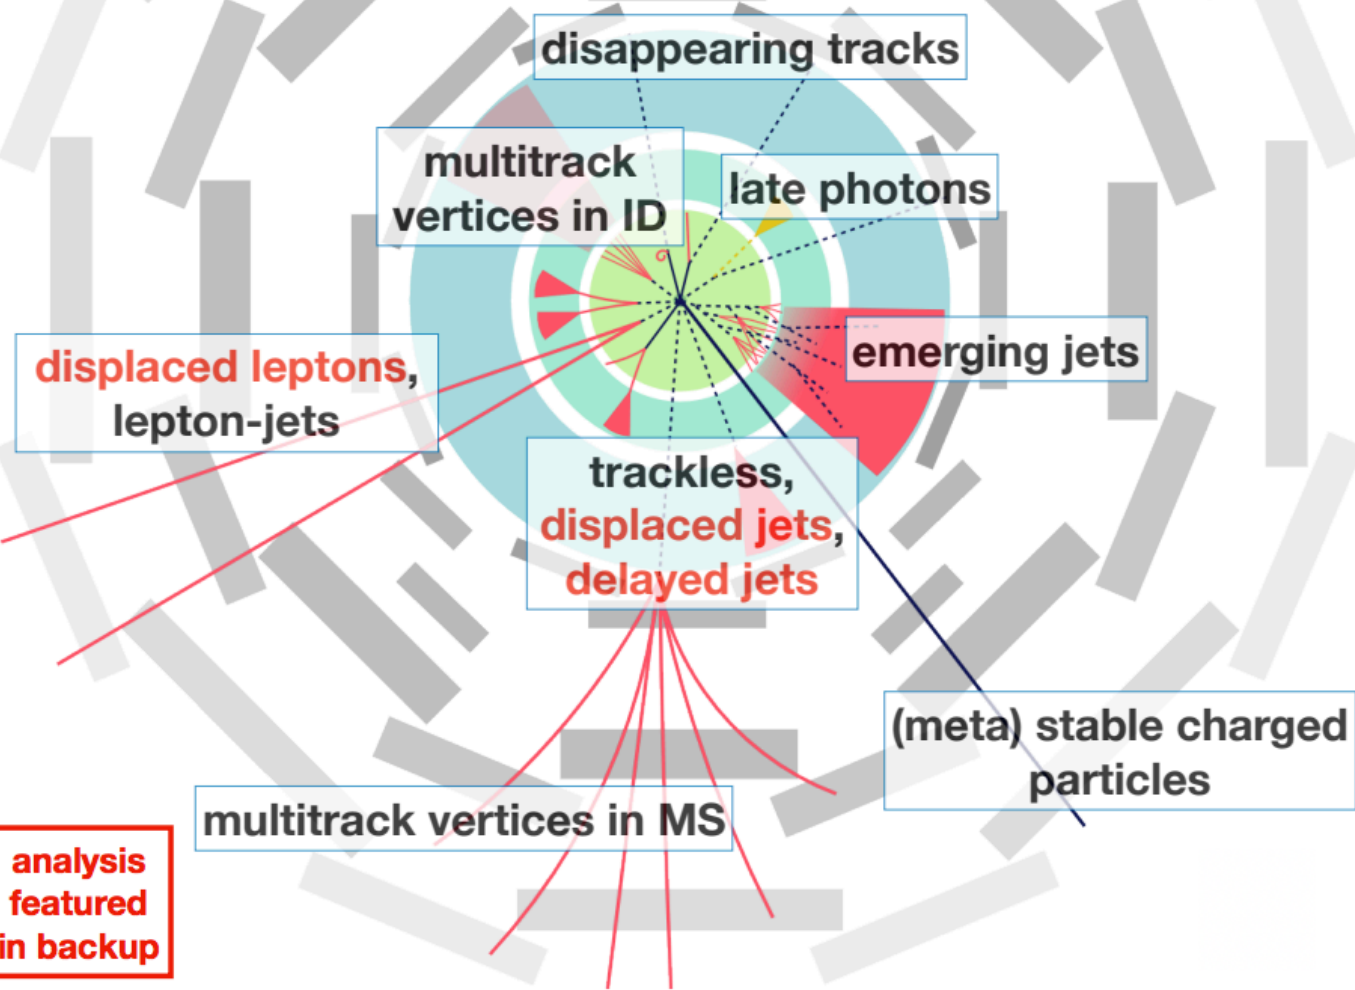 disappearing tracks
multitrack
vertices in ID
late photons
displaced leptons,
lepton-jets
emerging jets
trackless,
displaced jets,
delayed jets
(meta) stable charged
particles
multitrack vertices in MS
analysis
featured
in backup